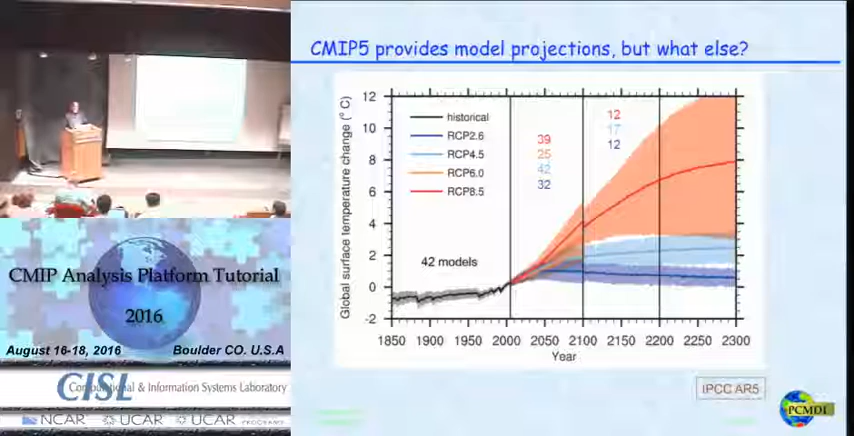 CMIP5 provides model projections, but what else?
Global surface temperature change (° C)
12
10
8
6
4
2
0
-2
historical
RCP2.6
RCP4.5
RCP6.0
RCP8.5
39
25
42
32
12
17
12
42 models
1850 1900 1950 2000 2050 2100 2150 2200 2250 2300
Year
IPCC AR5
PCMDI
CMIP Analysis Platform Tutorial
2016
August 16-18, 2016 Boulder CO. U.S.A
CISL Computational & Information Systems Laboratory
NCAR UCAR UCAR PROGRAMS